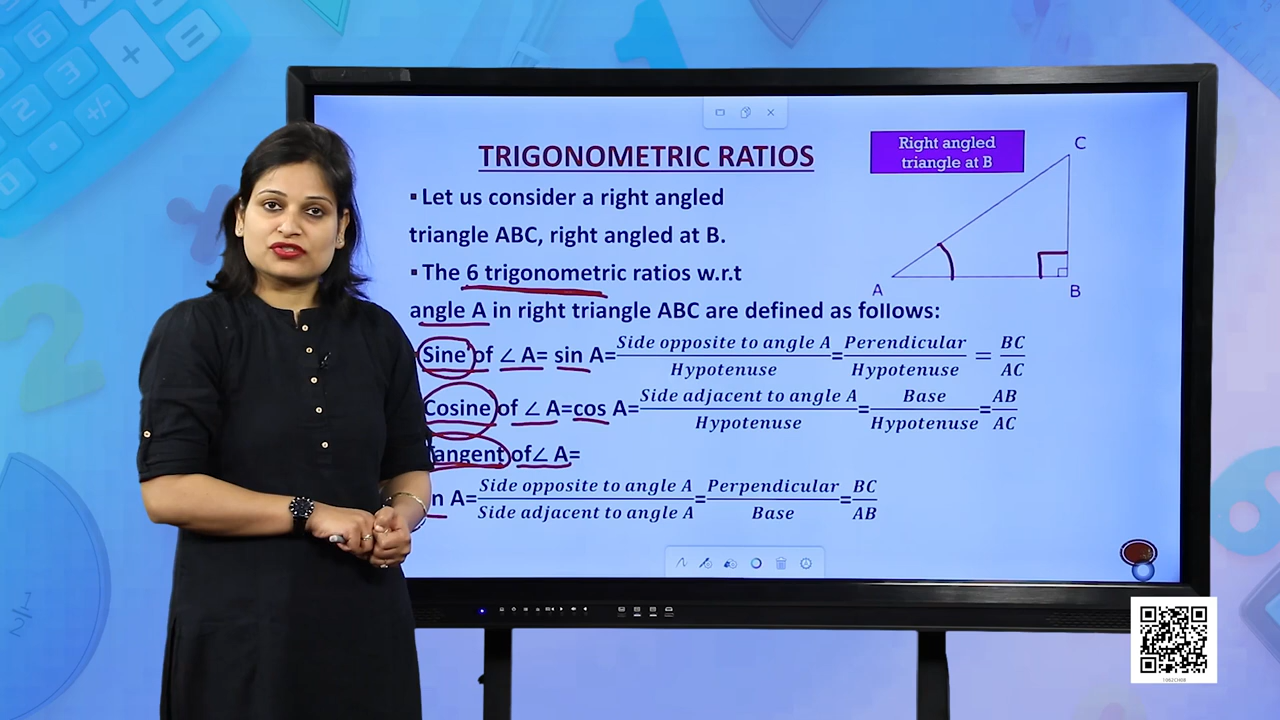 TRIGONOMETRIC RATIOS
Right angled
triangle at B
C
A
B
▪ Let us consider a right angled
triangle ABC, right angled at B.
▪ The 6 trigonometric ratios w.r.t
angle A in right triangle ABC are defined as follows:
Sine of ∠ A= sin A= Side opposite to angle A / Hypotenuse = Perendicular / Hypotenuse = BC / AC
Cosine of ∠ A=cos A= Side adjacent to angle A / Hypotenuse = Base / Hypotenuse = AB / AC
Tangent of∠ A=
n A= Side opposite to angle A / Side adjacent to angle A = Perpendicular / Base = BC / AB